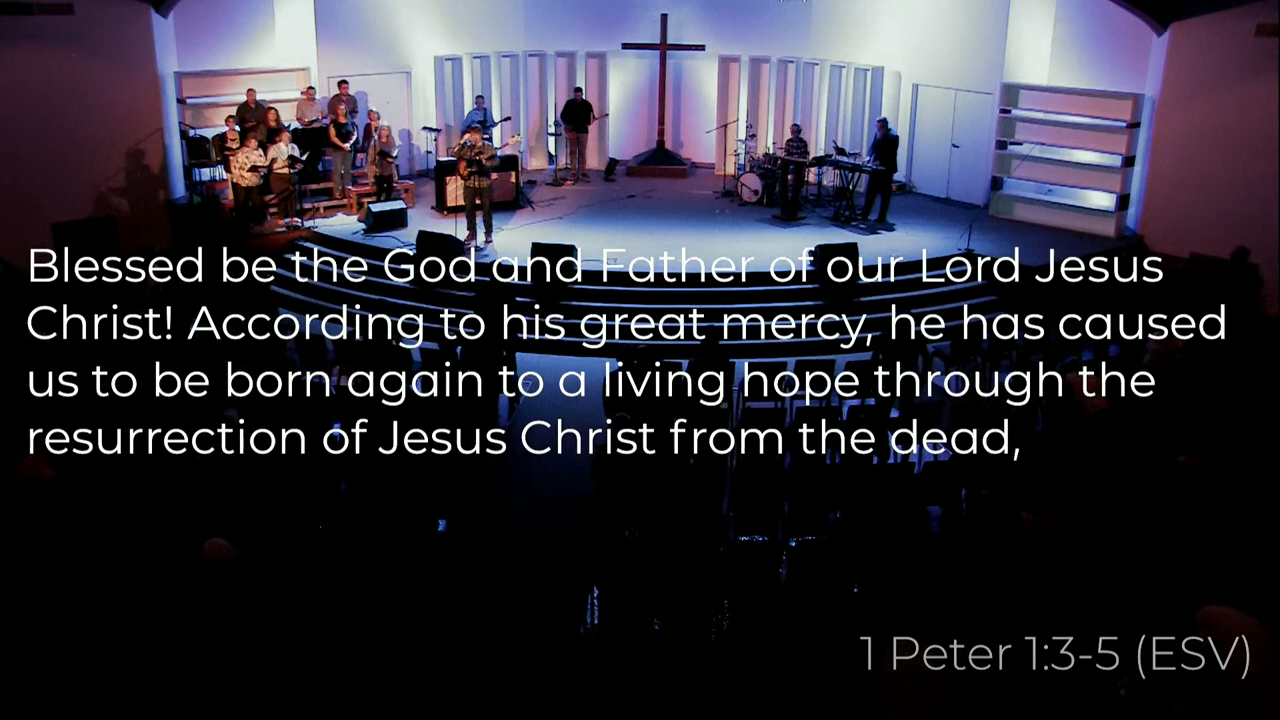 Blessed be the God and Father of our Lord Jesus
Christ! According to his great mercy, he has caused
us to be born again to a living hope through the
resurrection of Jesus Christ from the dead,
1 Peter 1:3-5 (ESV)